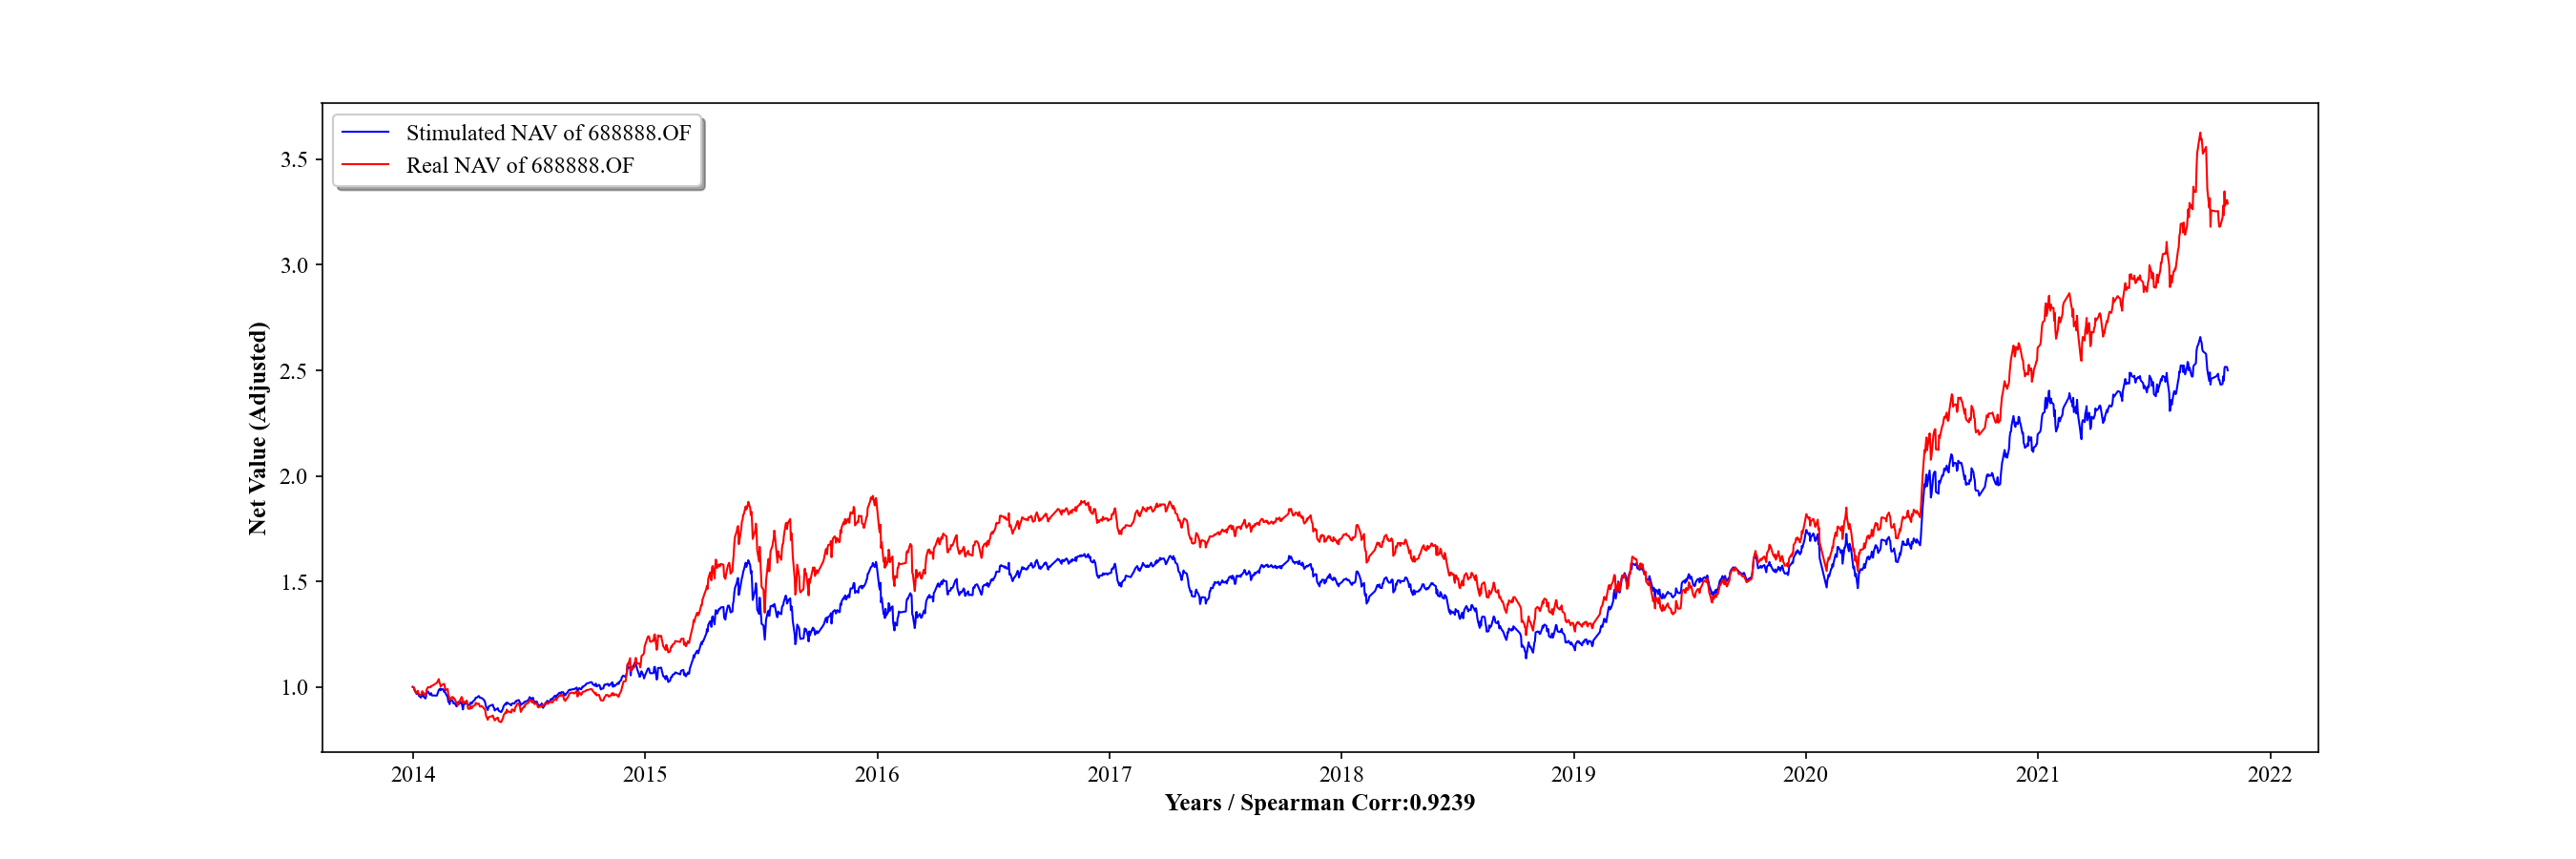 Stimulated NAV of 688888.OF
Real NAV of 688888.OF
3.5
3.0
2.5
2.0
1.5
1.0
Net Value (Adjusted)
2014 2015 2016 2017 2018 2019 2020 2021 2022
Years / Spearman Corr:0.9239